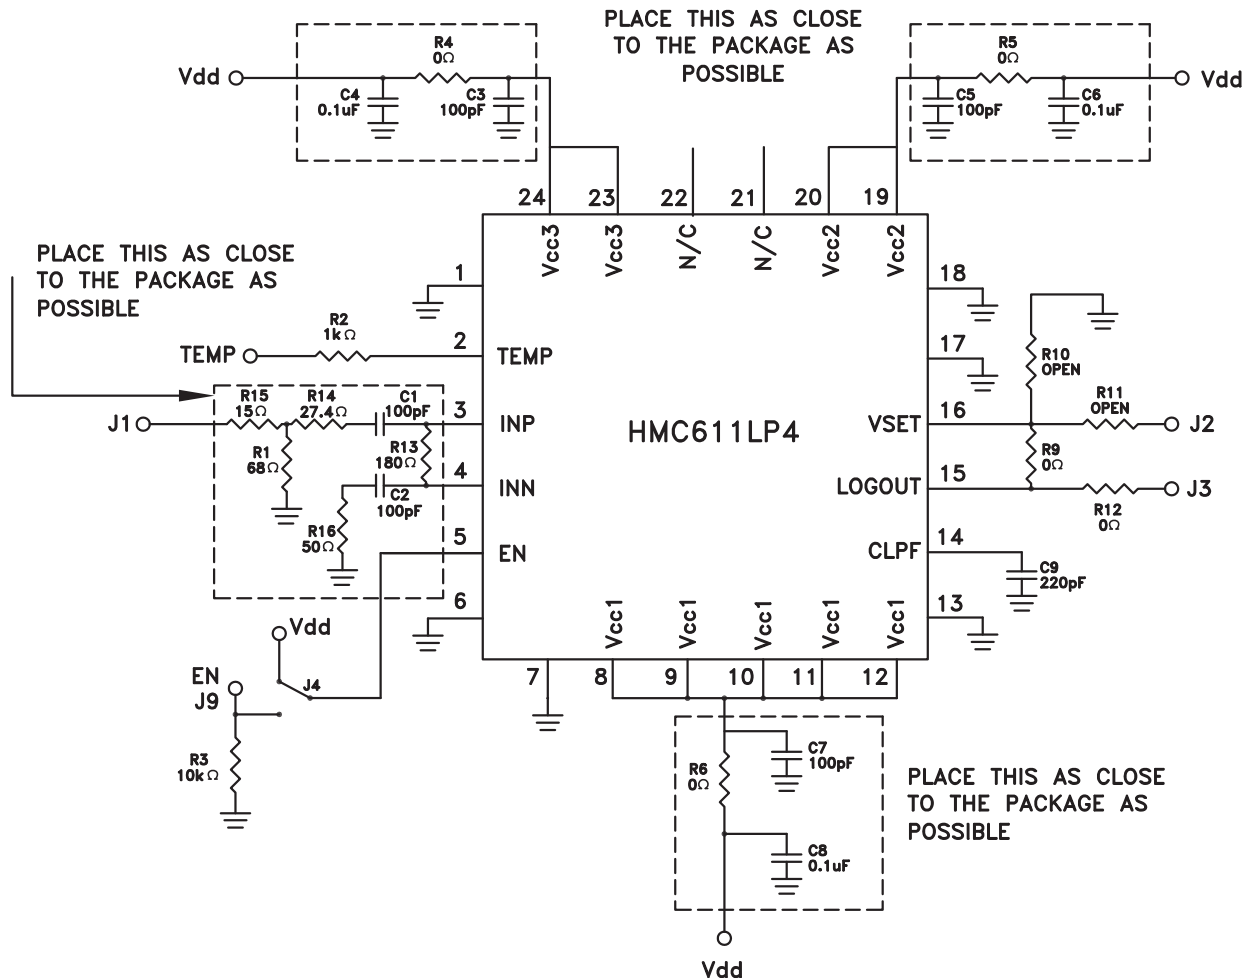 PLACE THIS AS CLOSE
TO THE PACKAGE AS
POSSIBLE
R4
0Ω
R5
0Ω
Vdd
C4
0.1uF
C3
100pF
C5
100pF
C6
0.1uF
Vdd
24
23
22
21
20
19
Vcc3
Vcc3
N/C
N/C
Vcc2
Vcc2
PLACE THIS AS CLOSE
TO THE PACKAGE AS
POSSIBLE
1
18
R2
1kΩ
TEMP
2
TEMP
17
R10
OPEN
R15
15Ω
R14
27.4Ω
C1
100pF
R11
OPEN
J1
3
INP
HMC611LP4
VSET
16
J2
R1
68Ω
R13
180Ω
R9
0Ω
4
INN
LOGOUT
15
J3
C2
100pF
R12
0Ω
R16
50Ω
5
EN
CLPF
14
C9
220pF
6
13
Vcc1
Vcc1
Vcc1
Vcc1
Vcc1
Vdd
7
8
9
10
11
12
EN
J9
J4
R3
10kΩ
R6
0Ω
C7
100pF
PLACE THIS AS CLOSE
TO THE PACKAGE AS
POSSIBLE
C8
0.1uF
Vdd